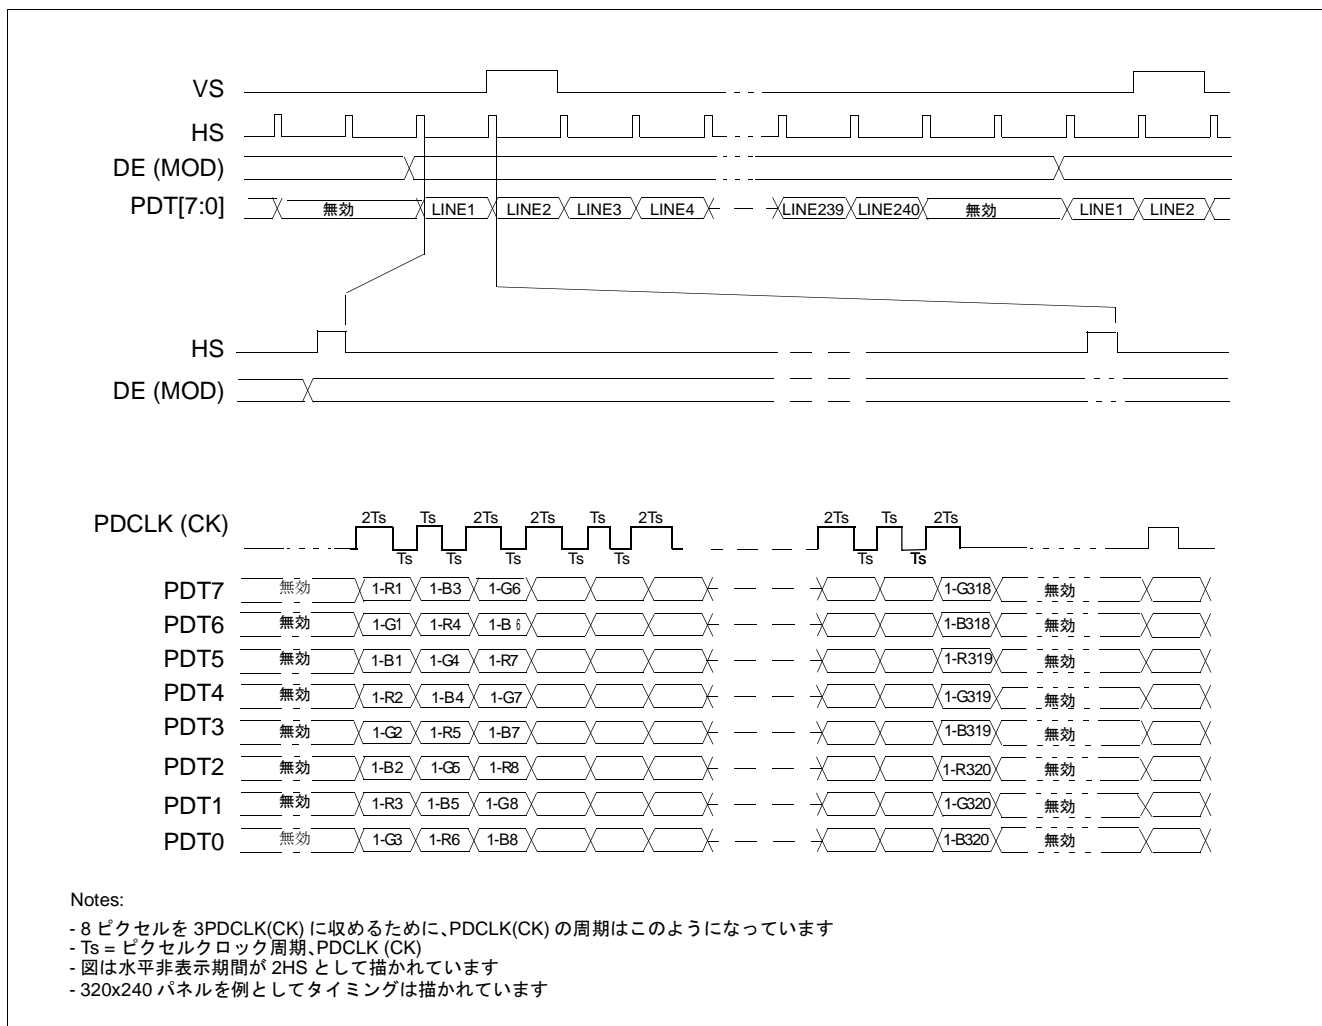 VS
HS
DE (MOD)
PDT[7:0] 無効 LINE1 LINE2 LINE3 LINE4 LINE239 LINE240 無効 LINE1 LINE2
HS
DE (MOD)
PDCLK (CK) 2Ts Ts 2Ts 2Ts Ts 2Ts 2Ts Ts 2Ts
Ts Ts Ts Ts Ts Ts Ts
PDT7 無効 1-R1 1-B3 1-G6 1-G318 無効
PDT6 無効 1-G1 1-R4 1-B6 1-B318 無効
PDT5 無効 1-B1 1-G4 1-R7 1-R319 無効
PDT4 無効 1-R2 1-B4 1-G7 1-G319 無効
PDT3 無効 1-G2 1-R5 1-B7 1-B319 無効
PDT2 無効 1-B2 1-G5 1-R8 1-R320 無効
PDT1 無効 1-R3 1-B5 1-G8 1-G320 無効
PDT0 無効 1-G3 1-R6 1-B8 1-B320 無効
Notes:
- 8 ピクセルを 3PDCLK(CK) に収めるために、PDCLK(CK) の周期はこのようになっています
- Ts = ピクセルクロック周期、PDCLK (CK)
- 図は水平非表示期間が 2HS として描かれています
- 320x240 パネルを例としてタイミングは描かれています